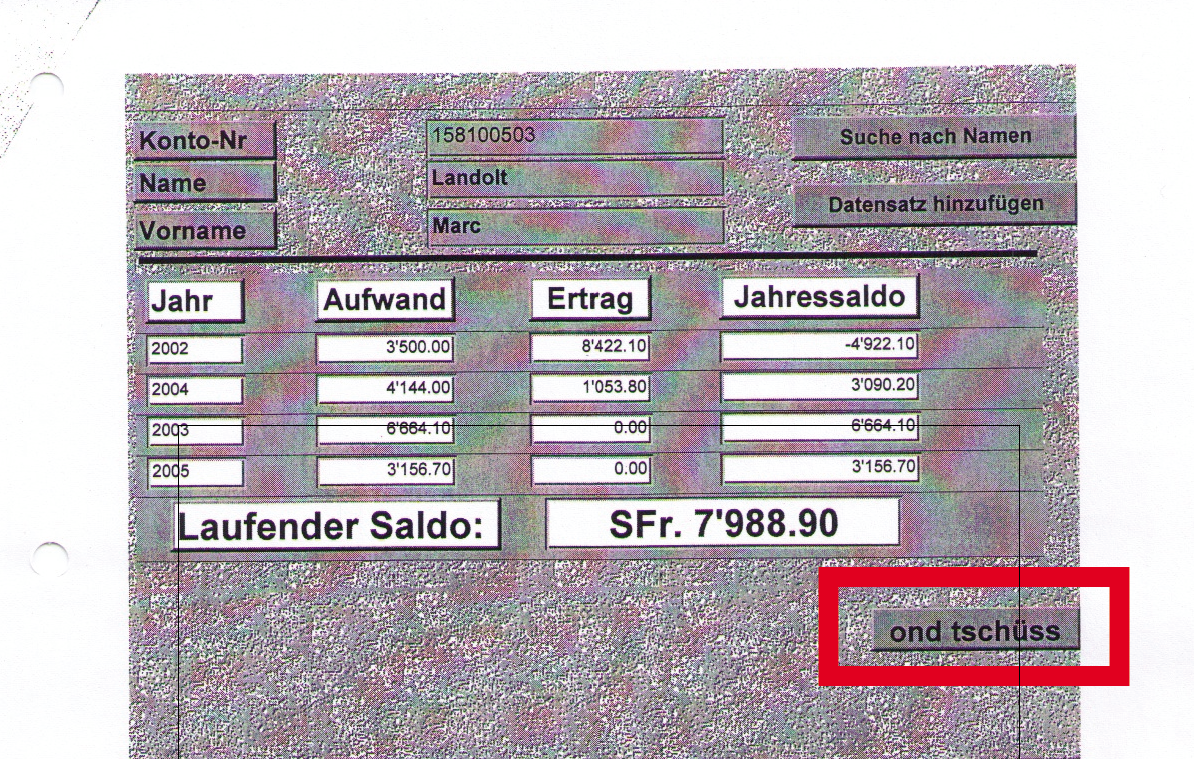 Konto-Nr 158100503 Suche nach Namen
Name Landolt
Datensatz hinzufügen
Vorname Marc
Jahr Aufwand Ertrag Jahressaldo
2002 3'500.00 8'422.10 -4'922.10
2004 4'144.00 1'053.80 3'090.20
2003 6'664.10 0.00 6'664.10
2005 3'156.70 0.00 3'156.70
Laufender Saldo: SFr. 7'988.90
ond tschüss